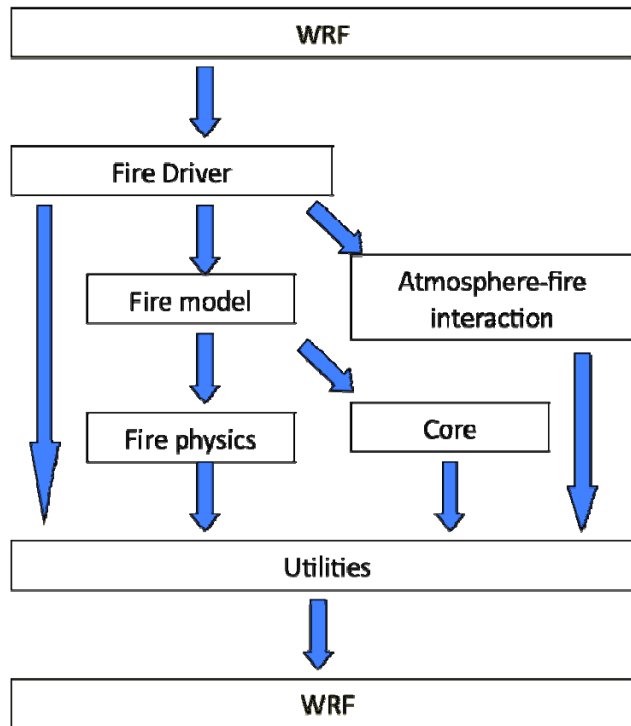 WRF
Fire Driver
Atmosphere-fire
interaction
Fire model
Fire physics
Core
Utilities
WRF